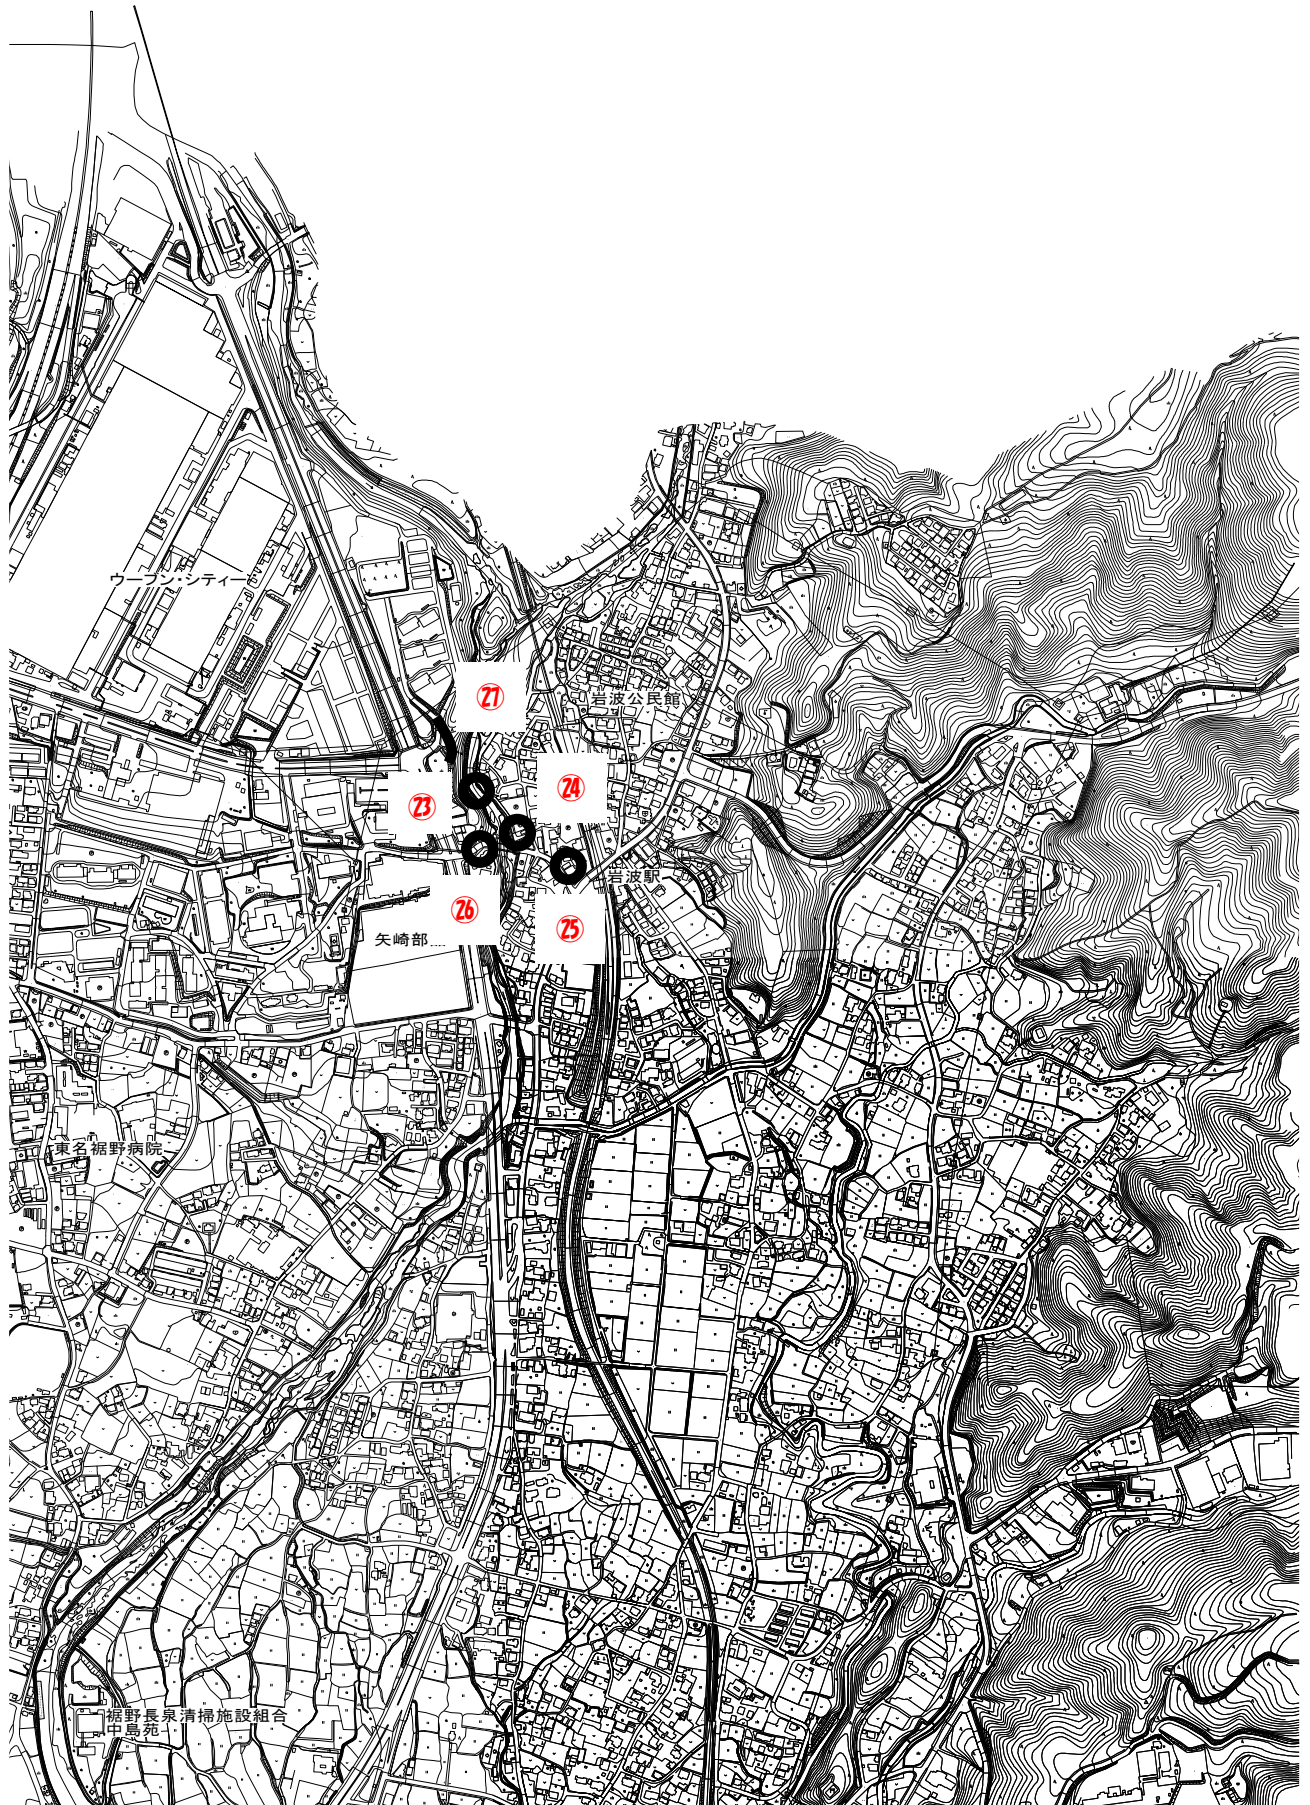 ウーブン・シティー
㉗
岩波公民館
㉔
㉓
岩波駅
㉖
㉕
矢崎部
東名裾野病院
裾野長泉清掃施設組合
中島苑